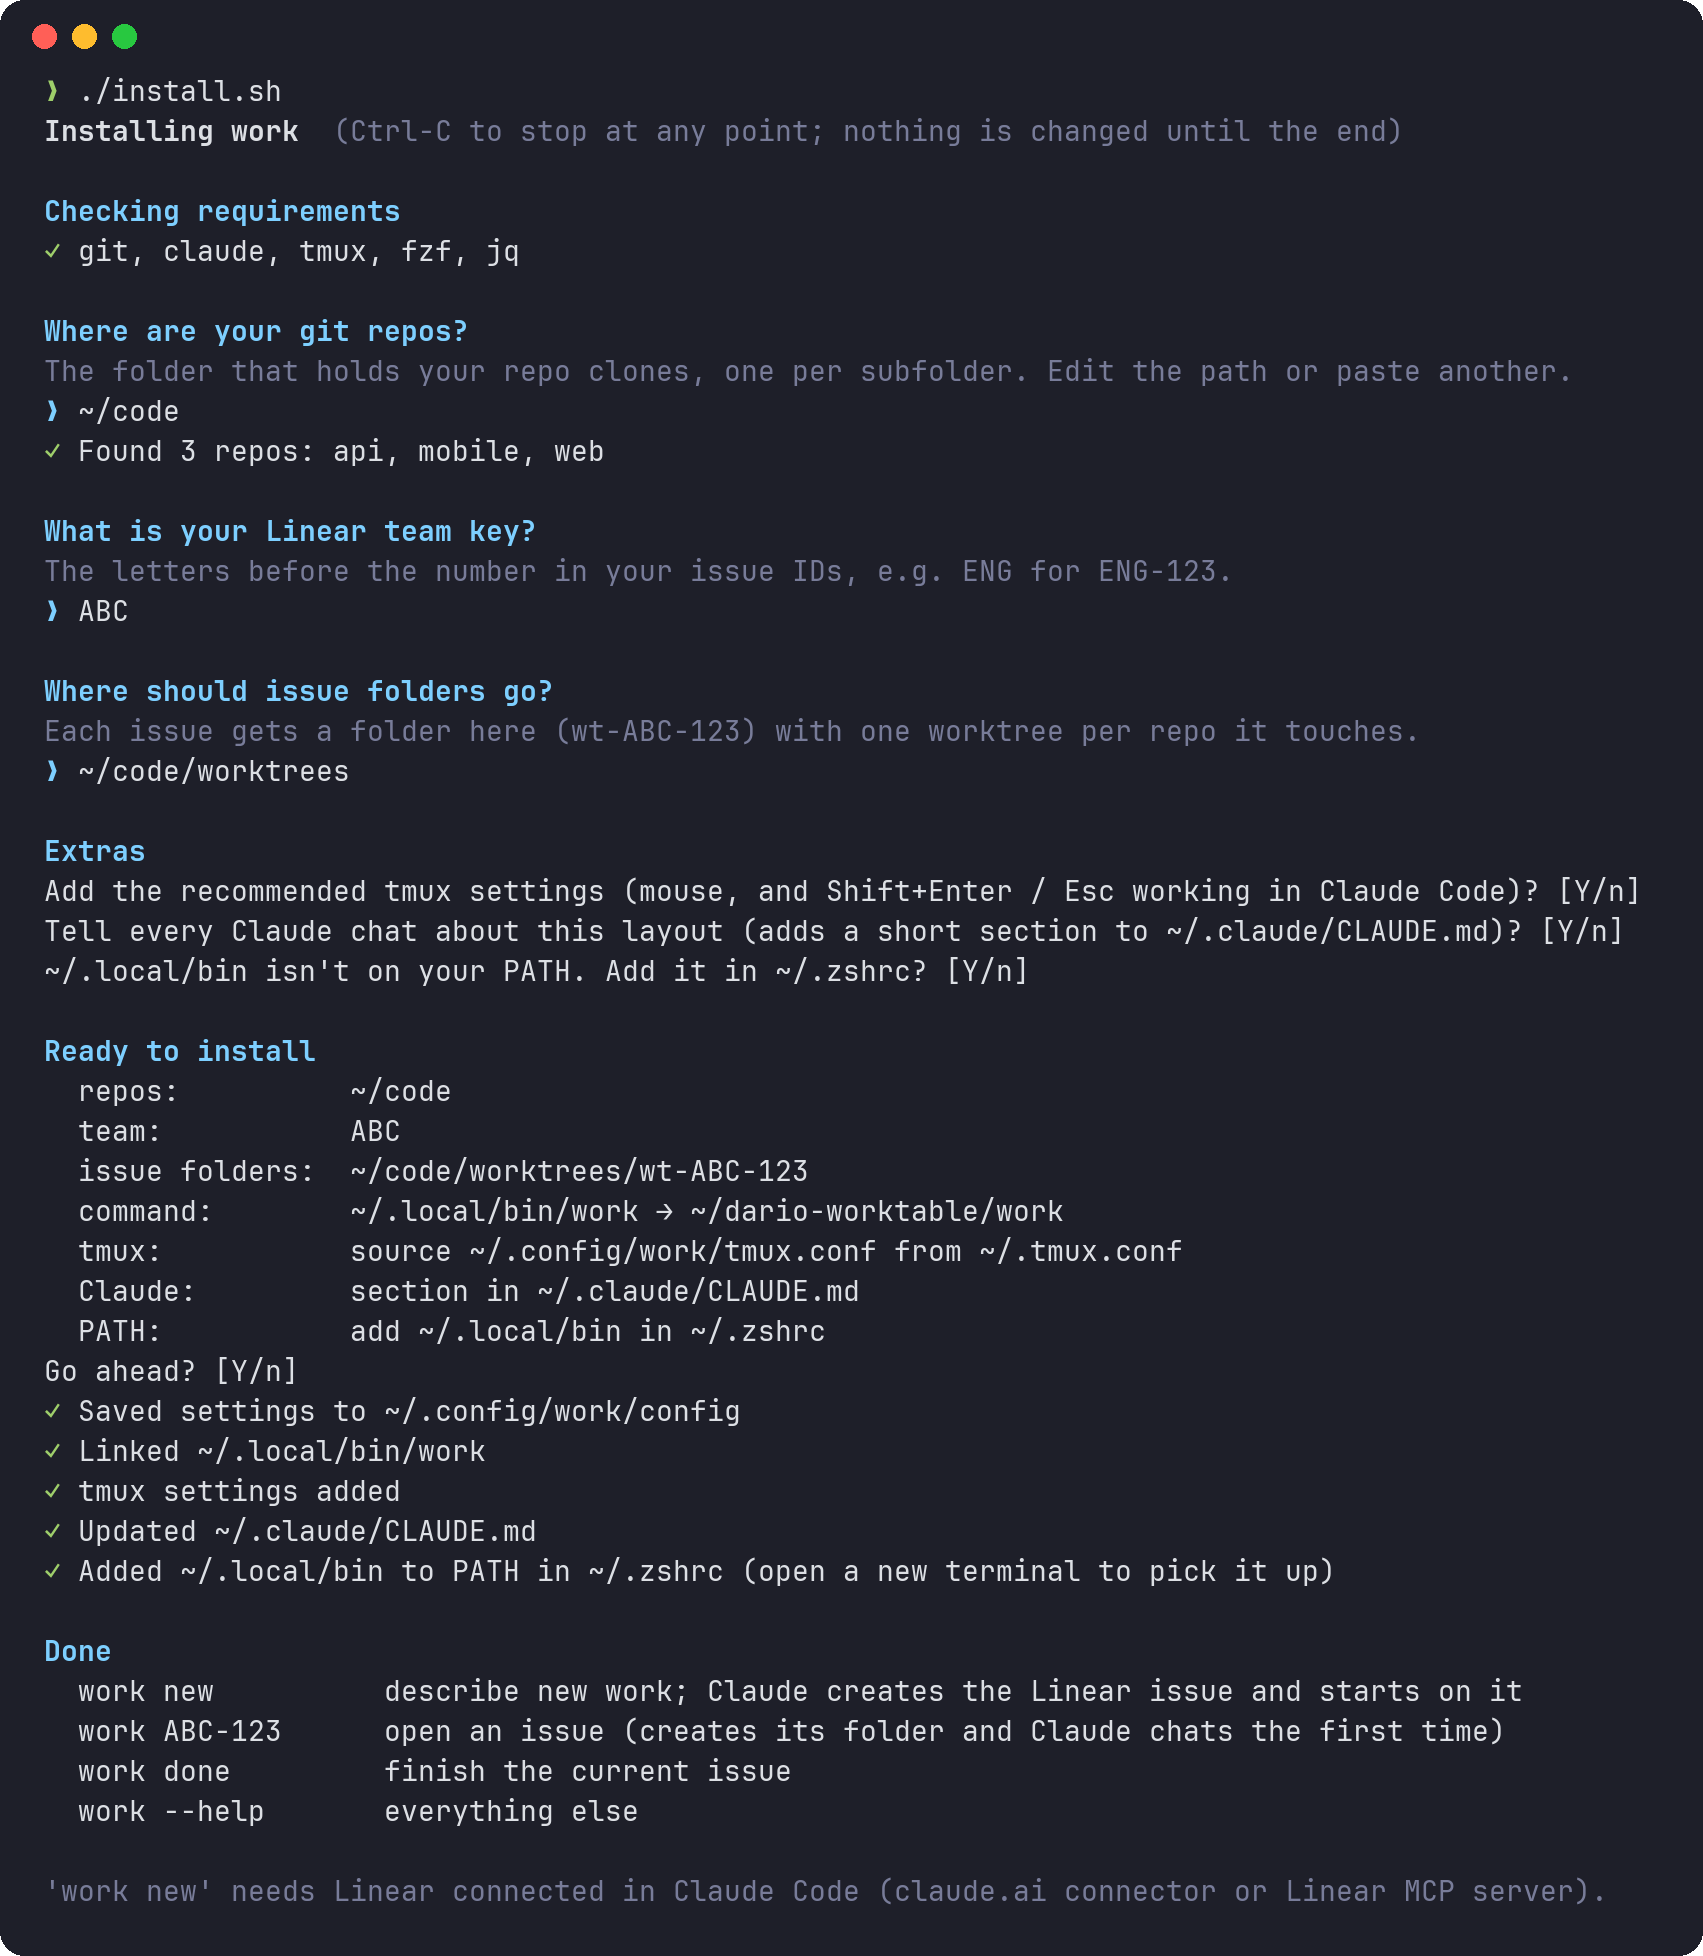 ❯ ./install.sh
Installing work  (Ctrl-C to stop at any point; nothing is changed until the end)
Checking requirements
✓ git, claude, tmux, fzf, jq
Where are your git repos?
The folder that holds your repo clones, one per subfolder. Edit the path or paste another.
❯ ~/code
✓ Found 3 repos: api, mobile, web
What is your Linear team key?
The letters before the number in your issue IDs, e.g. ENG for ENG-123.
❯ ABC
Where should issue folders go?
Each issue gets a folder here (wt-ABC-123) with one worktree per repo it touches.
❯ ~/code/worktrees
Extras
Add the recommended tmux settings (mouse, and Shift+Enter / Esc working in Claude Code)? [Y/n]
Tell every Claude chat about this layout (adds a short section to ~/.claude/CLAUDE.md)? [Y/n]
~/.local/bin isn't on your PATH. Add it in ~/.zshrc? [Y/n]
Ready to install
  repos:          ~/code
  team:           ABC
  issue folders:  ~/code/worktrees/wt-ABC-123
  command:        ~/.local/bin/work → ~/dario-worktable/work
  tmux:           source ~/.config/work/tmux.conf from ~/.tmux.conf
  Claude:         section in ~/.claude/CLAUDE.md
  PATH:           add ~/.local/bin in ~/.zshrc
Go ahead? [Y/n]
✓ Saved settings to ~/.config/work/config
✓ Linked ~/.local/bin/work
✓ tmux settings added
✓ Updated ~/.claude/CLAUDE.md
✓ Added ~/.local/bin to PATH in ~/.zshrc (open a new terminal to pick it up)
Done
  work new          describe new work; Claude creates the Linear issue and starts on it
  work ABC-123      open an issue (creates its folder and Claude chats the first time)
  work done         finish the current issue
  work --help       everything else
'work new' needs Linear connected in Claude Code (claude.ai connector or Linear MCP server).